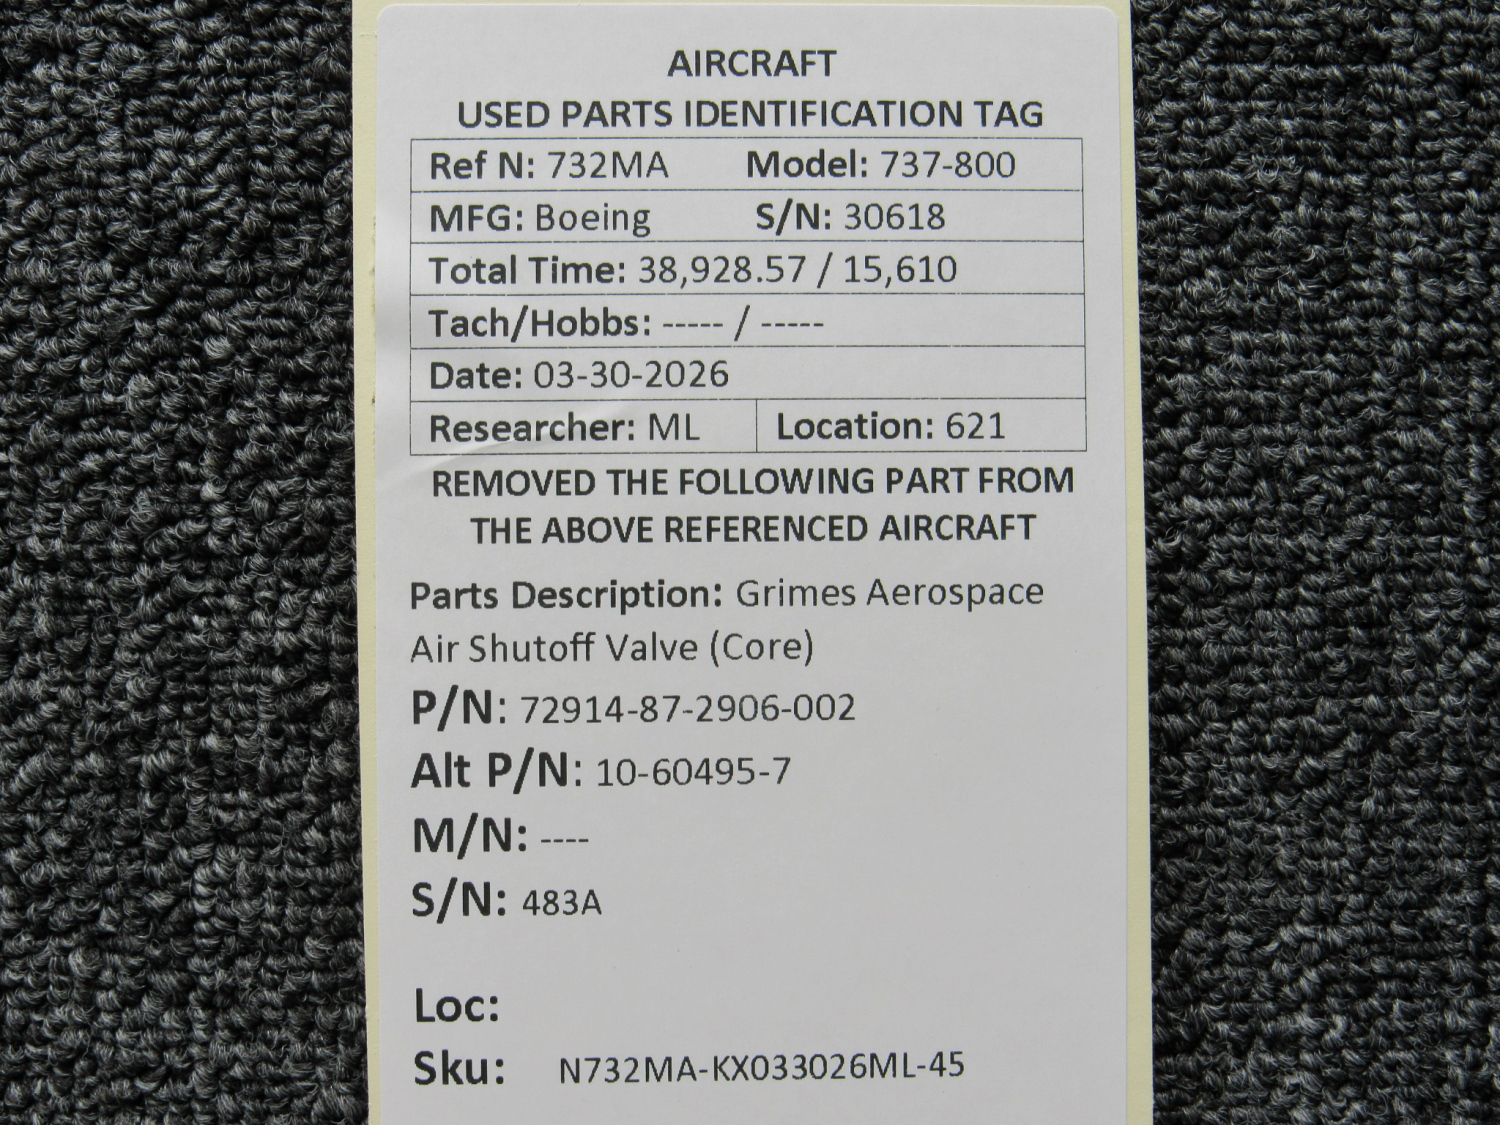 AIRCRAFT
USED PARTS IDENTIFICATION TAG
Ref N: 732MA Model: 737-800
MFG: Boeing S/N: 30618
Total Time: 38,928.57 / 15,610
Tach/Hobbs: ----- / -----
Date: 03-30-2026
Researcher: ML Location: 621
REMOVED THE FOLLOWING PART FROM
THE ABOVE REFERENCED AIRCRAFT
Parts Description: Grimes Aerospace
Air Shutoff Valve (Core)
P/N: 72914-87-2906-002
Alt P/N: 10-60495-7
M/N: ----
S/N: 483A
Loc:
Sku: N732MA-KX033026ML-45